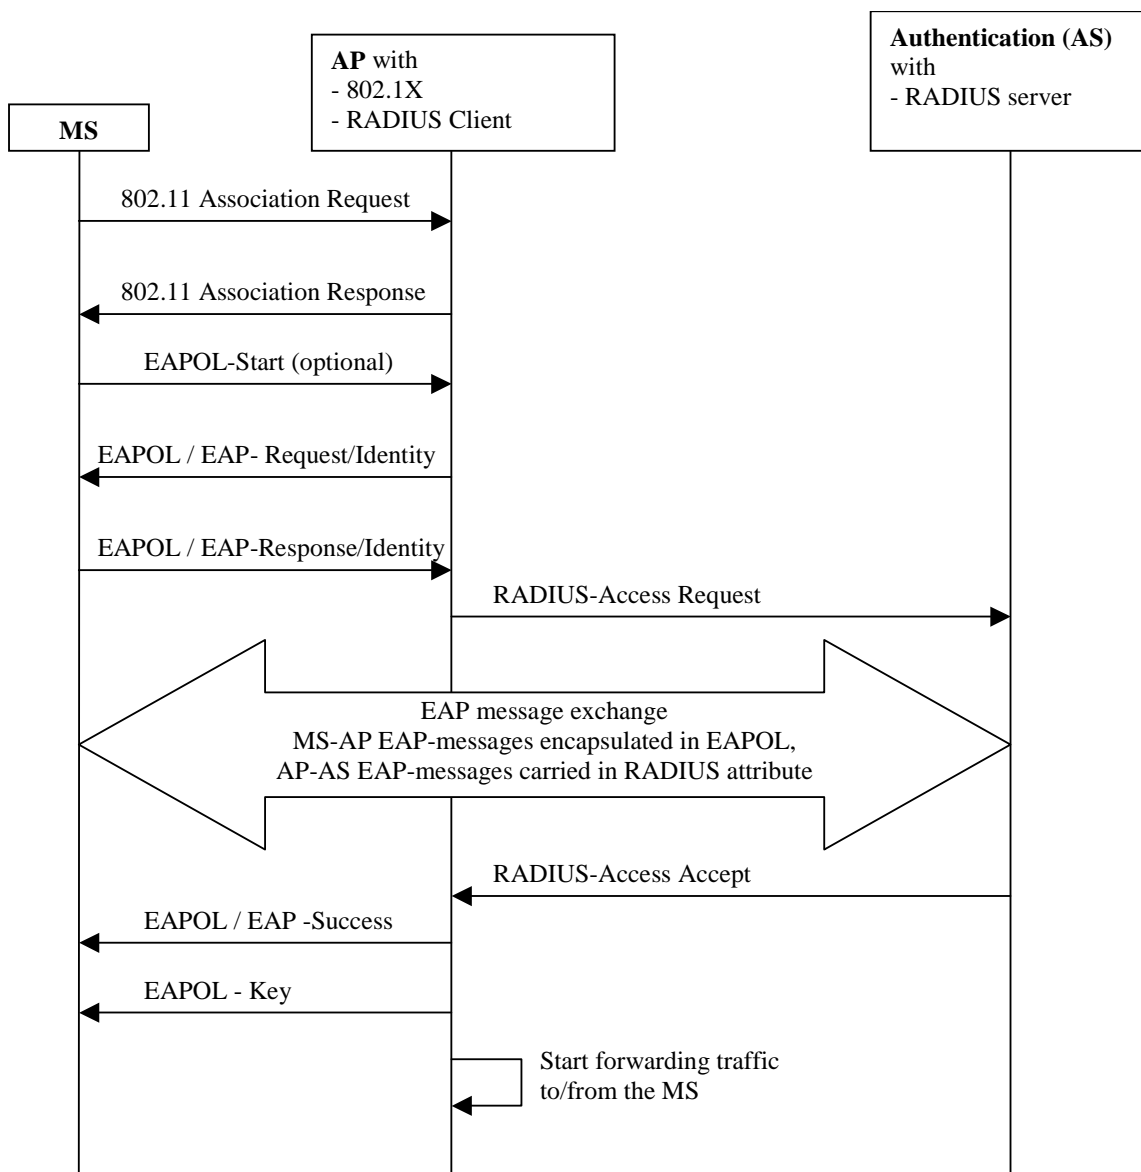 MS
AP with
- 802.1X
- RADIUS Client
Authentication (AS)
with
- RADIUS server
802.11 Association Request
802.11 Association Response
EAPOL-Start (optional)
EAPOL / EAP- Request/Identity
EAPOL / EAP-Response/Identity
RADIUS-Access Request
EAP message exchange
MS-AP EAP-messages encapsulated in EAPOL,
AP-AS EAP-messages carried in RADIUS attribute
RADIUS-Access Accept
EAPOL / EAP -Success
EAPOL - Key
Start forwarding traffic
to/from the MS